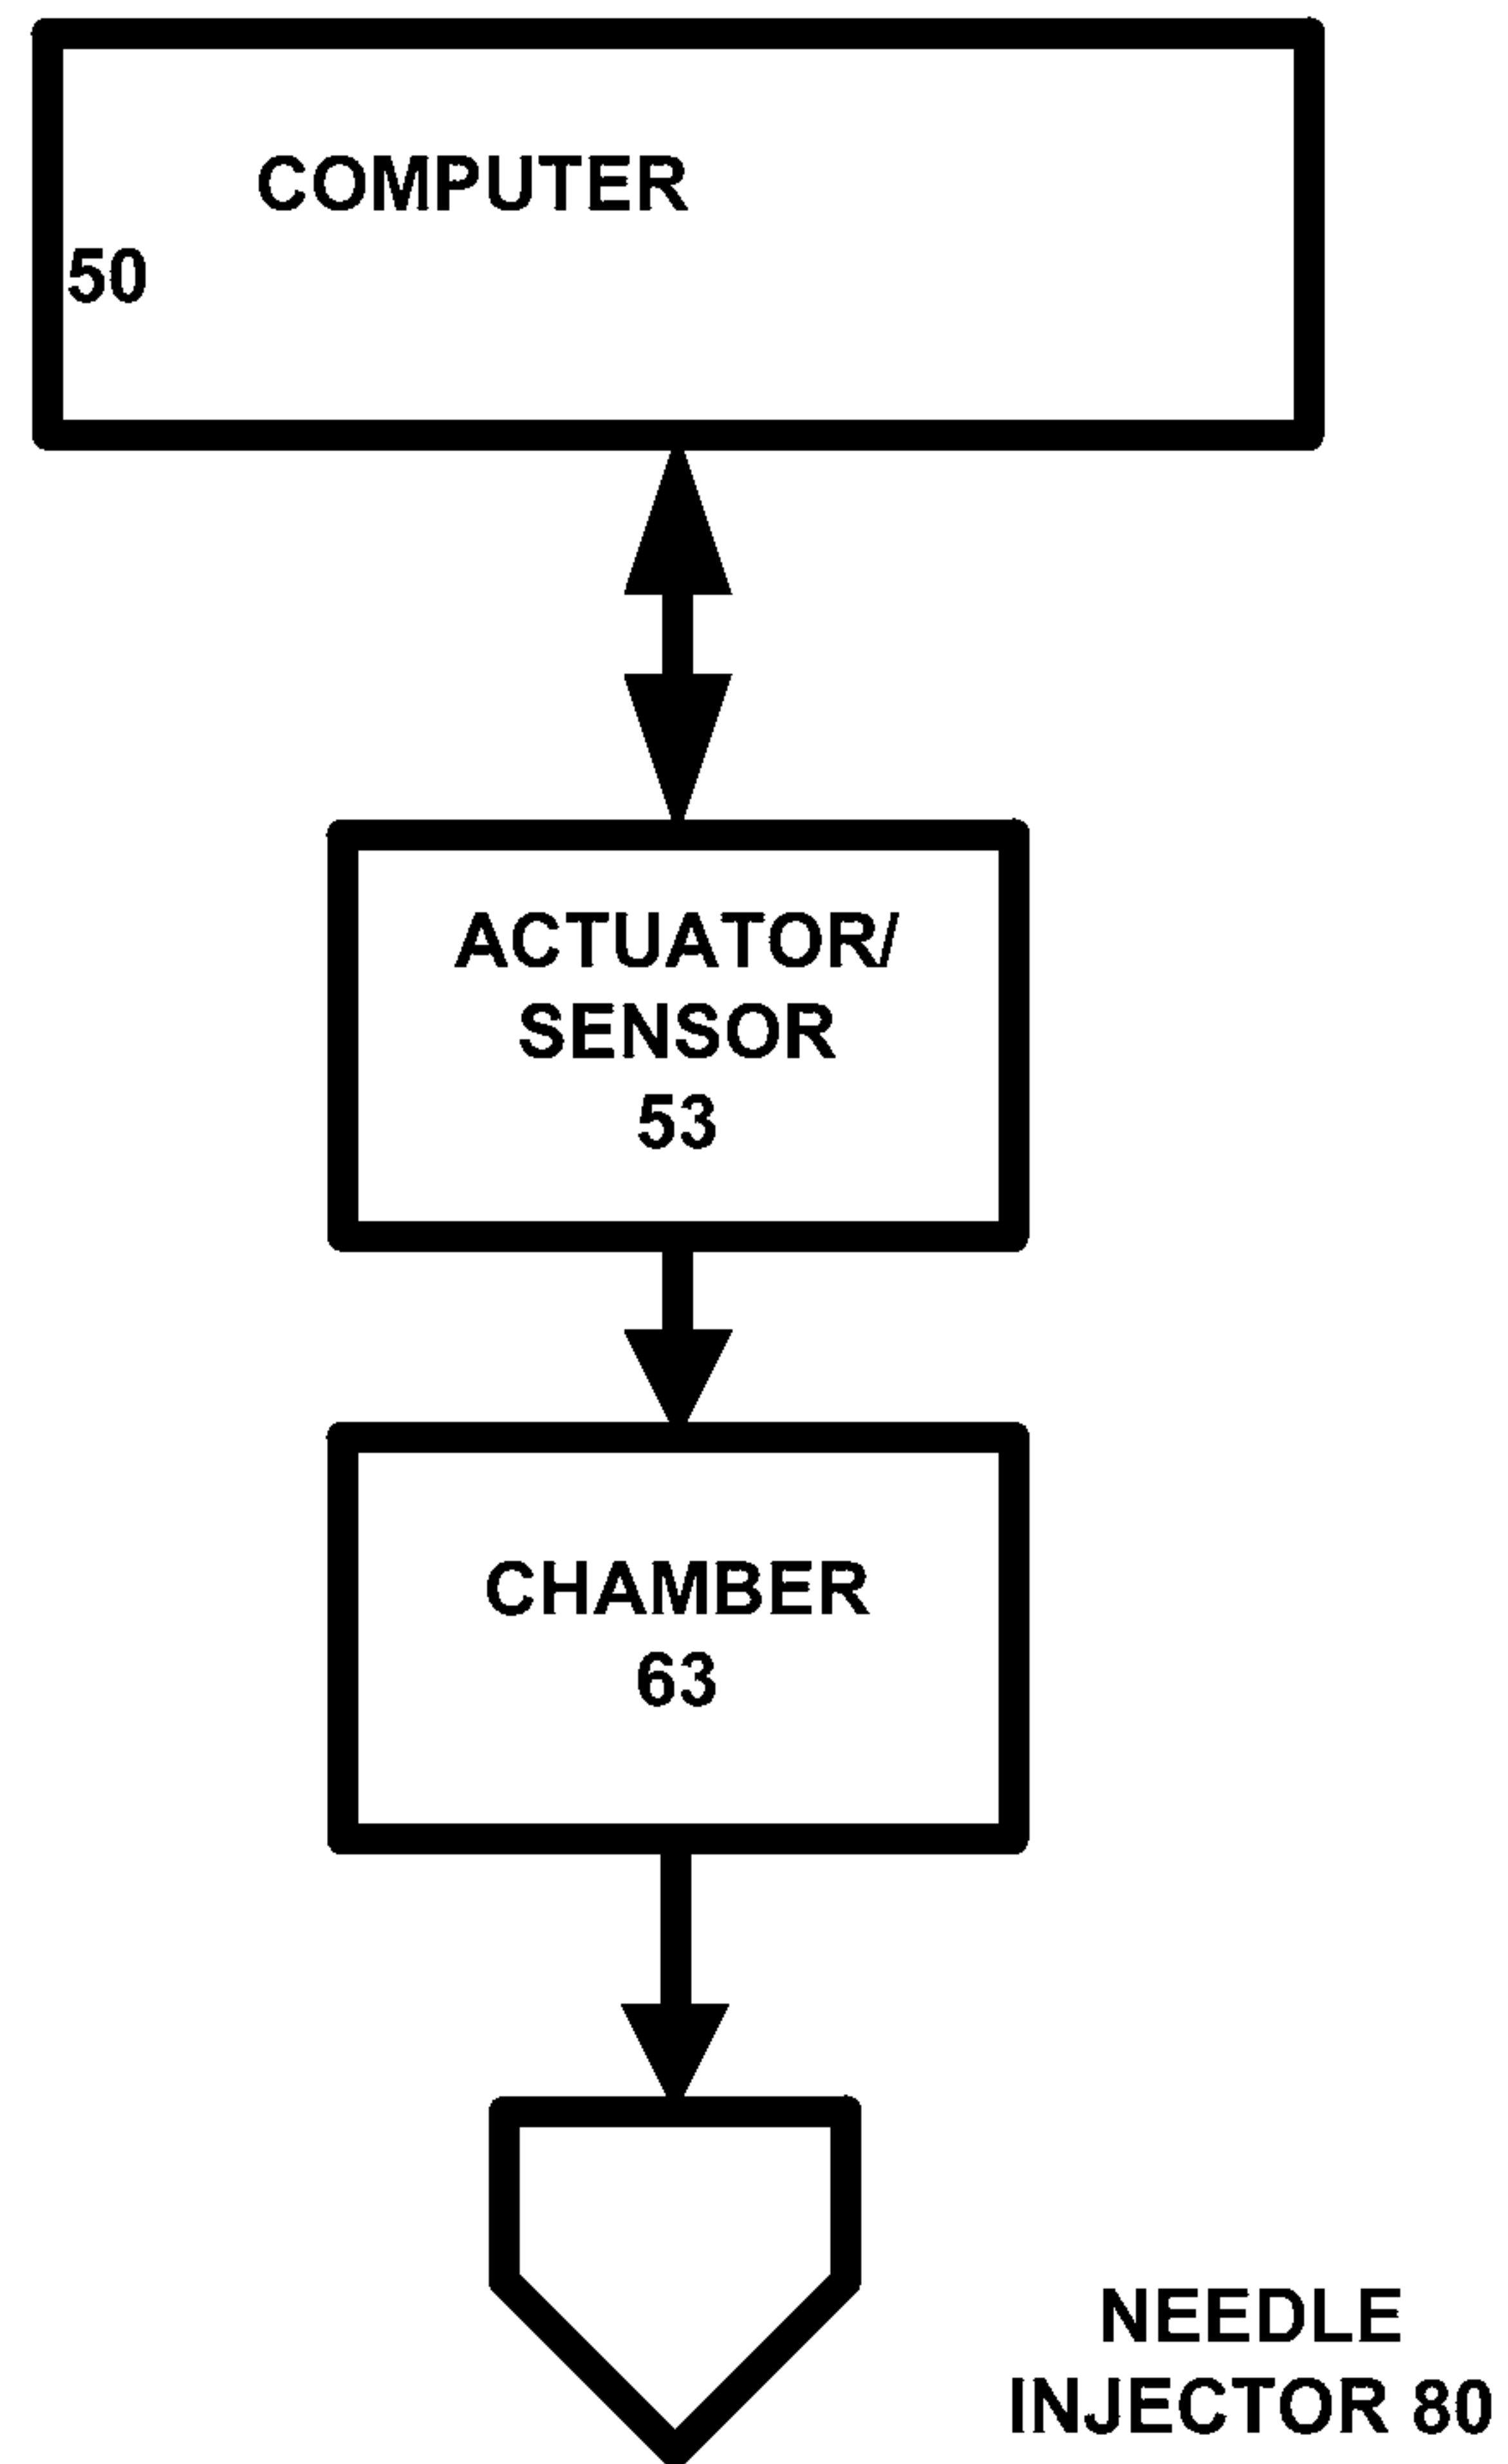 COMPUTER
50
ACTUATOR/
SENSOR
53
CHAMBER
63
NEEDLE
INJECTOR 80